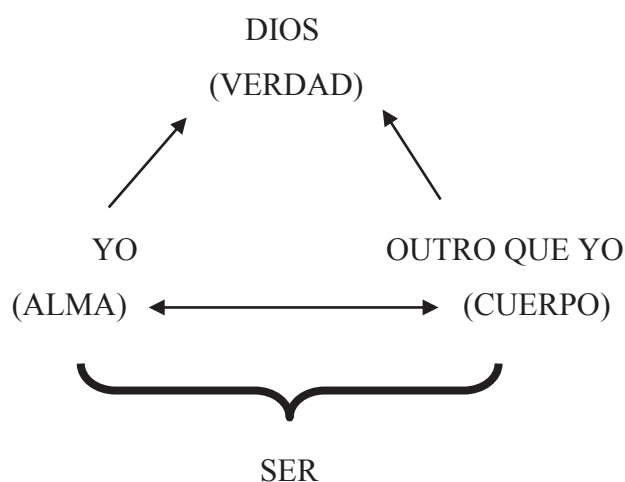 DIOS
(VERDAD)
YO
OUTRO QUE YO
(ALMA)
(CUERPO)
SER